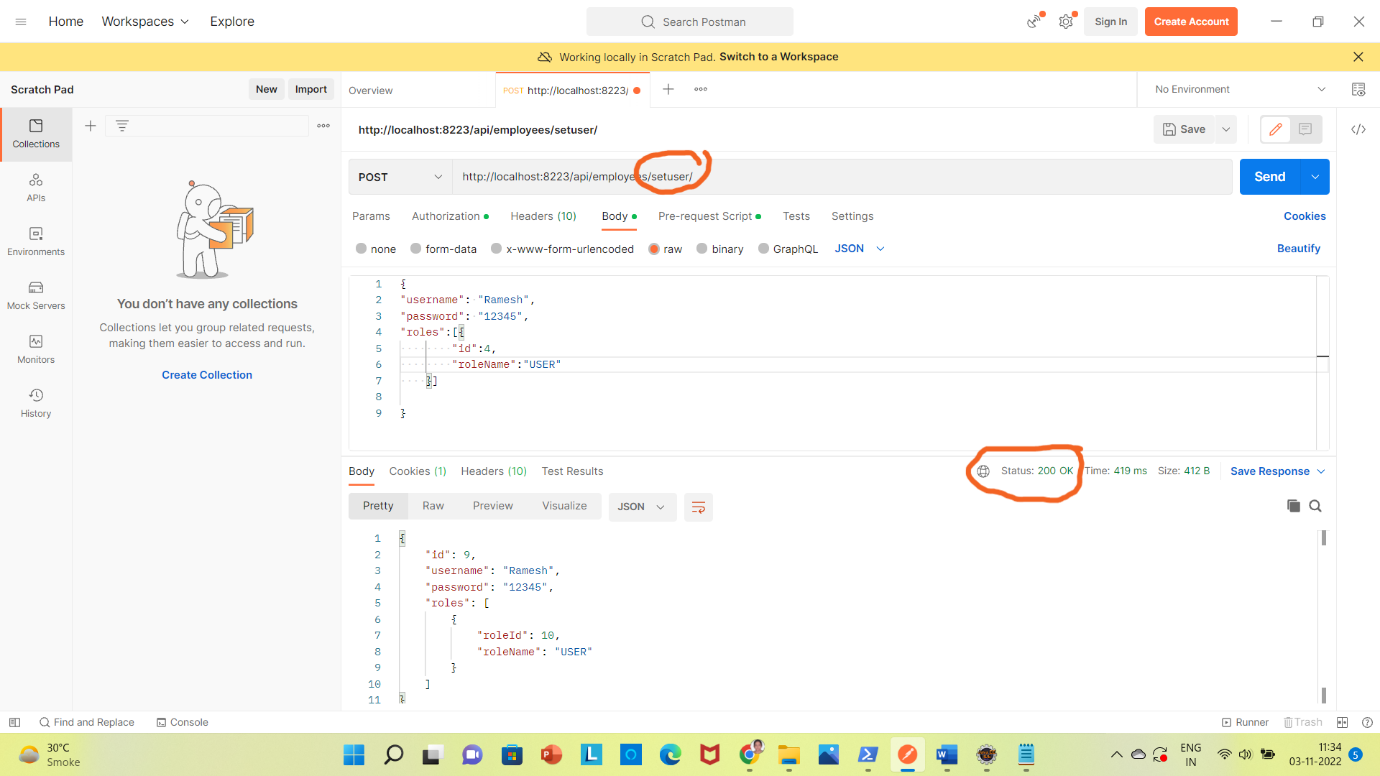 Home Workspaces Explore Search Postman Sign In Create Account
Working locally in Scratch Pad. Switch to a Workspace
Scratch Pad New Import Overview POST http://localhost:8223/ No Environment
Collections
http://localhost:8223/api/employees/setuser/ Save
POST http://localhost:8223/api/employees/setuser/ Send
APIs
Params Authorization Headers (10) Body Pre-request Script Tests Settings Cookies
Environments
none form-data x-www-form-urlencoded raw binary GraphQL JSON Beautify
Mock Servers
Monitors
History
You don't have any collections
Collections let you group related requests,
making them easier to access and run.
Create Collection
1 {
2 "username": "Ramesh",
3 "password": "12345",
4 "roles":[{
5 "id":4,
6 "roleName":"USER"
7 }]
8
9 }
Body Cookies (1) Headers (10) Test Results Status: 200 OK Time: 419 ms Size: 412 B Save Response
Pretty Raw Preview Visualize JSON
1 {
2 "id": 9,
3 "username": "Ramesh",
4 "password": "12345",
5 "roles": [
6 {
7 "roleId": 10,
8 "roleName": "USER"
9 }
10 ]
11 }
Find and Replace Console Runner Trash
30°C
Smoke
ENG
IN
11:34
03-11-2022
5